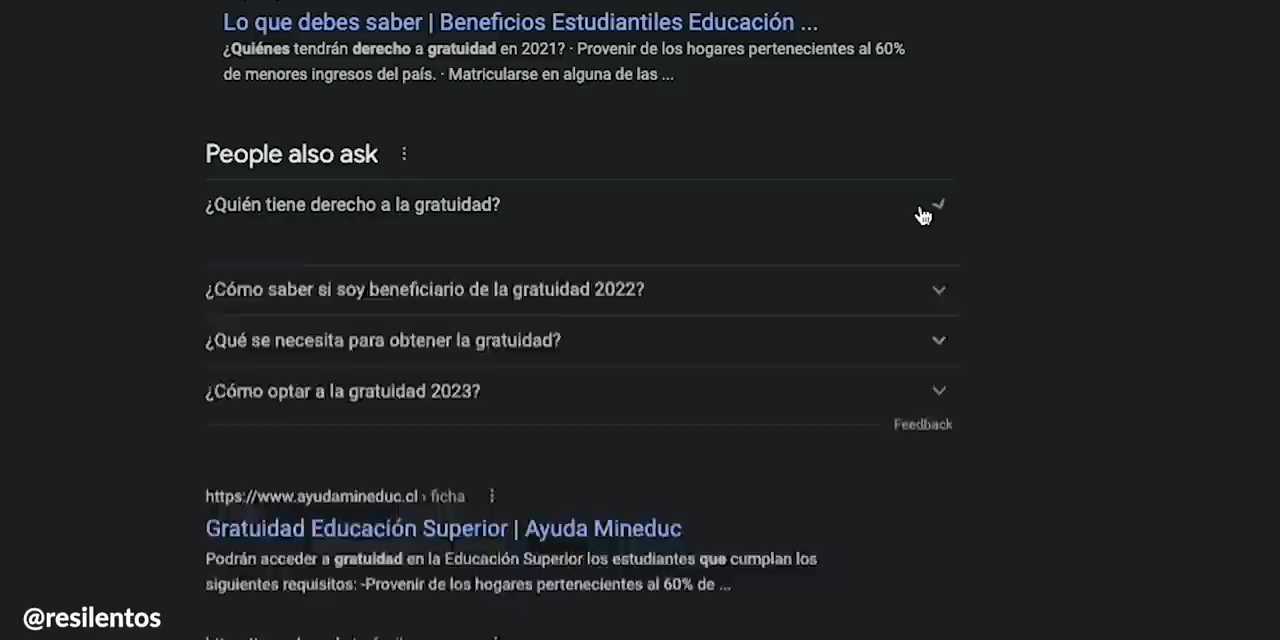 Lo que debes saber | Beneficios Estudiantiles Educación ...
¿Quiénes tendrán derecho a gratuidad en 2021? · Provenir de los hogares pertenecientes al 60%
de menores ingresos del país. · Matricularse en alguna de las ...
People also ask
¿Quién tiene derecho a la gratuidad?
¿Cómo saber si soy beneficiario de la gratuidad 2022?
¿Qué se necesita para obtener la gratuidad?
¿Cómo optar a la gratuidad 2023?
Feedback
https://www.ayudamineduc.cl › ficha
Gratuidad Educación Superior | Ayuda Mineduc
Podrán acceder a gratuidad en la Educación Superior los estudiantes que cumplan los
siguientes requisitos: -Provenir de los hogares pertenecientes al 60% de ...
@resilentos